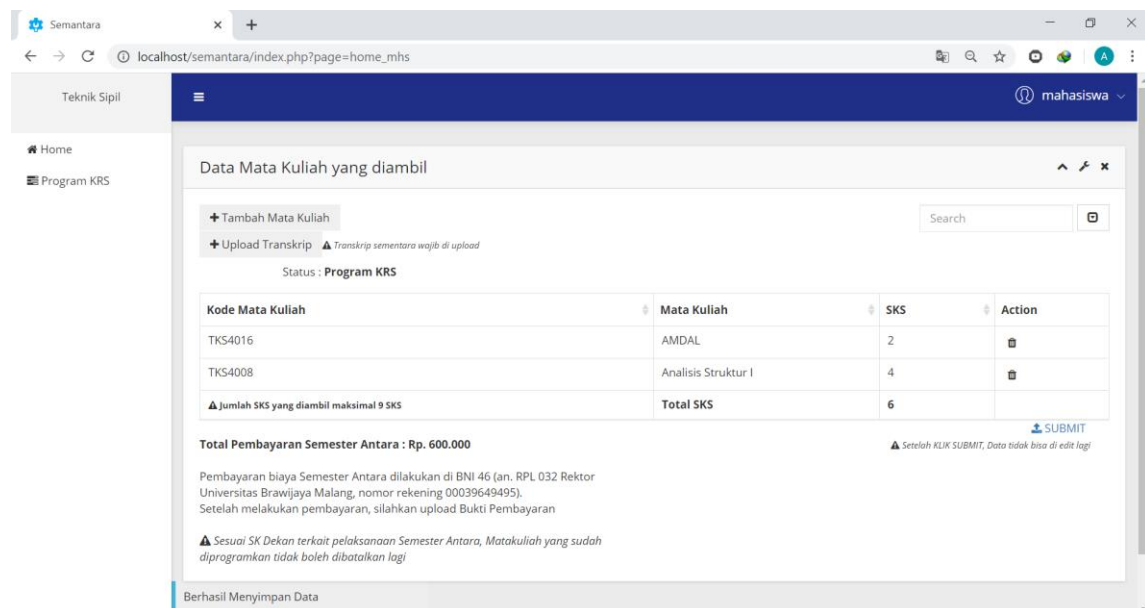 Semantara
localhost/semantara/index.php?page=home_mhs
A
Teknik Sipil
mahasiswa
Home
Program KRS
Data Mata Kuliah yang diambil
Tambah Mata Kuliah
Search
Upload Transkrip Transkrip sementara wajib di upload
Status : Program KRS
Kode Mata Kuliah Mata Kuliah SKS Action
TKS4016 AMDAL 2
TKS4008 Analisis Struktur I 4
Jumlah SKS yang diambil maksimal 9 SKS Total SKS 6
SUBMIT
Setelah KLIK SUBMIT, Data tidak bisa di edit lagi
Total Pembayaran Semester Antara : Rp. 600.000
Pembayaran biaya Semester Antara dilakukan di BNI 46 (an. RPL 032 Rektor
Universitas Brawijaya Malang, nomor rekening 00039649495).
Setelah melakukan pembayaran, silahkan upload Bukti Pembayaran
Sesuai SK Dekan terkait pelaksanaan Semester Antara, Matakuliah yang sudah
diprogramkan tidak boleh dibatalkan lagi
Berhasil Menyimpan Data